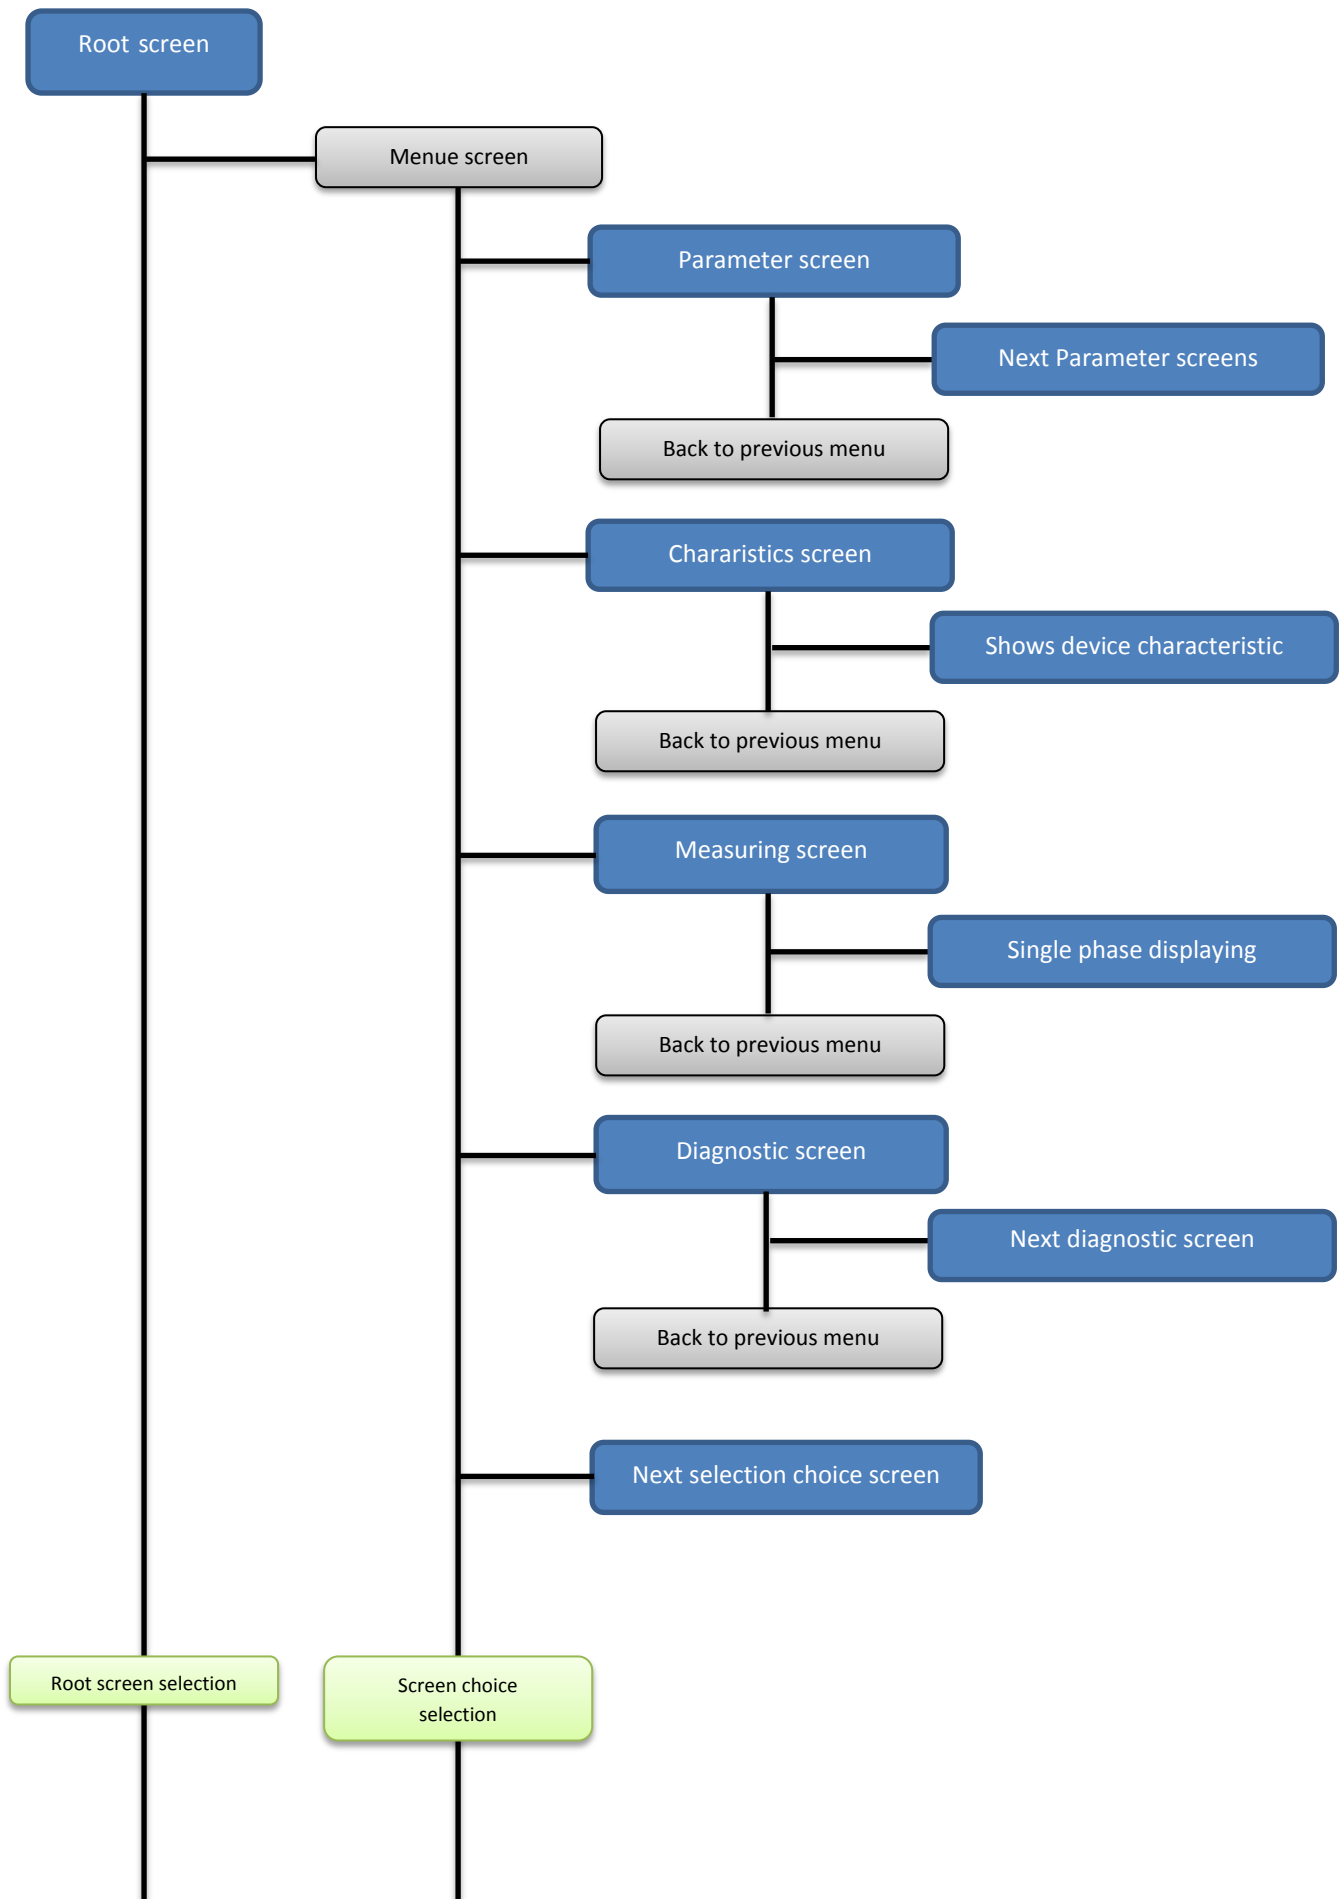 Root screen
Menue screen
Parameter screen
Next Parameter screens
Back to previous menu
Chararistics screen
Shows device characteristic
Back to previous menu
Measuring screen
Single phase displaying
Back to previous menu
Diagnostic screen
Next diagnostic screen
Back to previous menu
Next selection choice screen
Root screen selection
Screen choice
selection